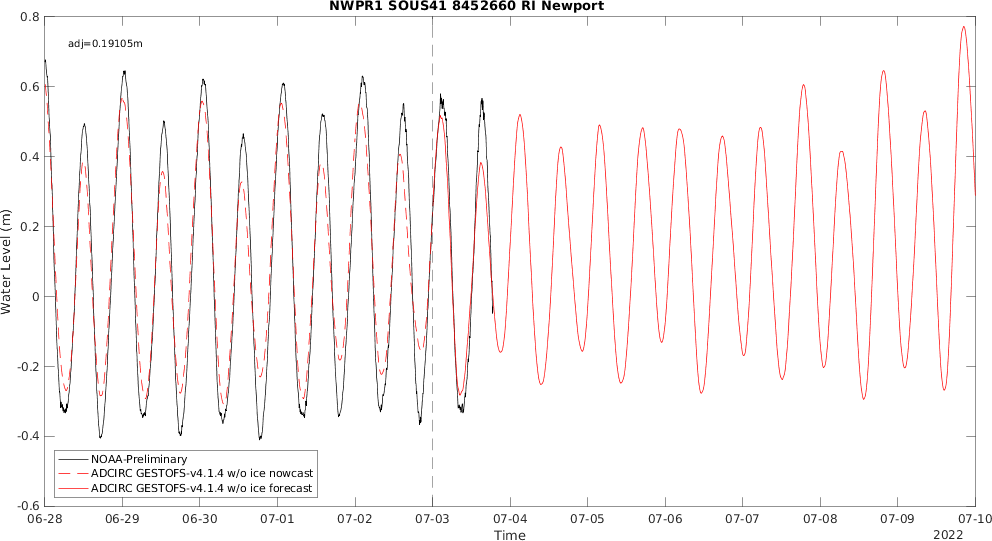 NWPR1 SOUS41 8452660 RI Newport
adj=0.19105m
Water Level (m)
0.8
0.6
0.4
0.2
0
-0.2
-0.4
-0.6
NOAA-Preliminary
ADCIRC GESTOFS-v4.1.4 w/o ice nowcast
ADCIRC GESTOFS-v4.1.4 w/o ice forecast
06-28 06-29 06-30 07-01 07-02 07-03 07-04 07-05 07-06 07-07 07-08 07-09 07-10
Time
2022